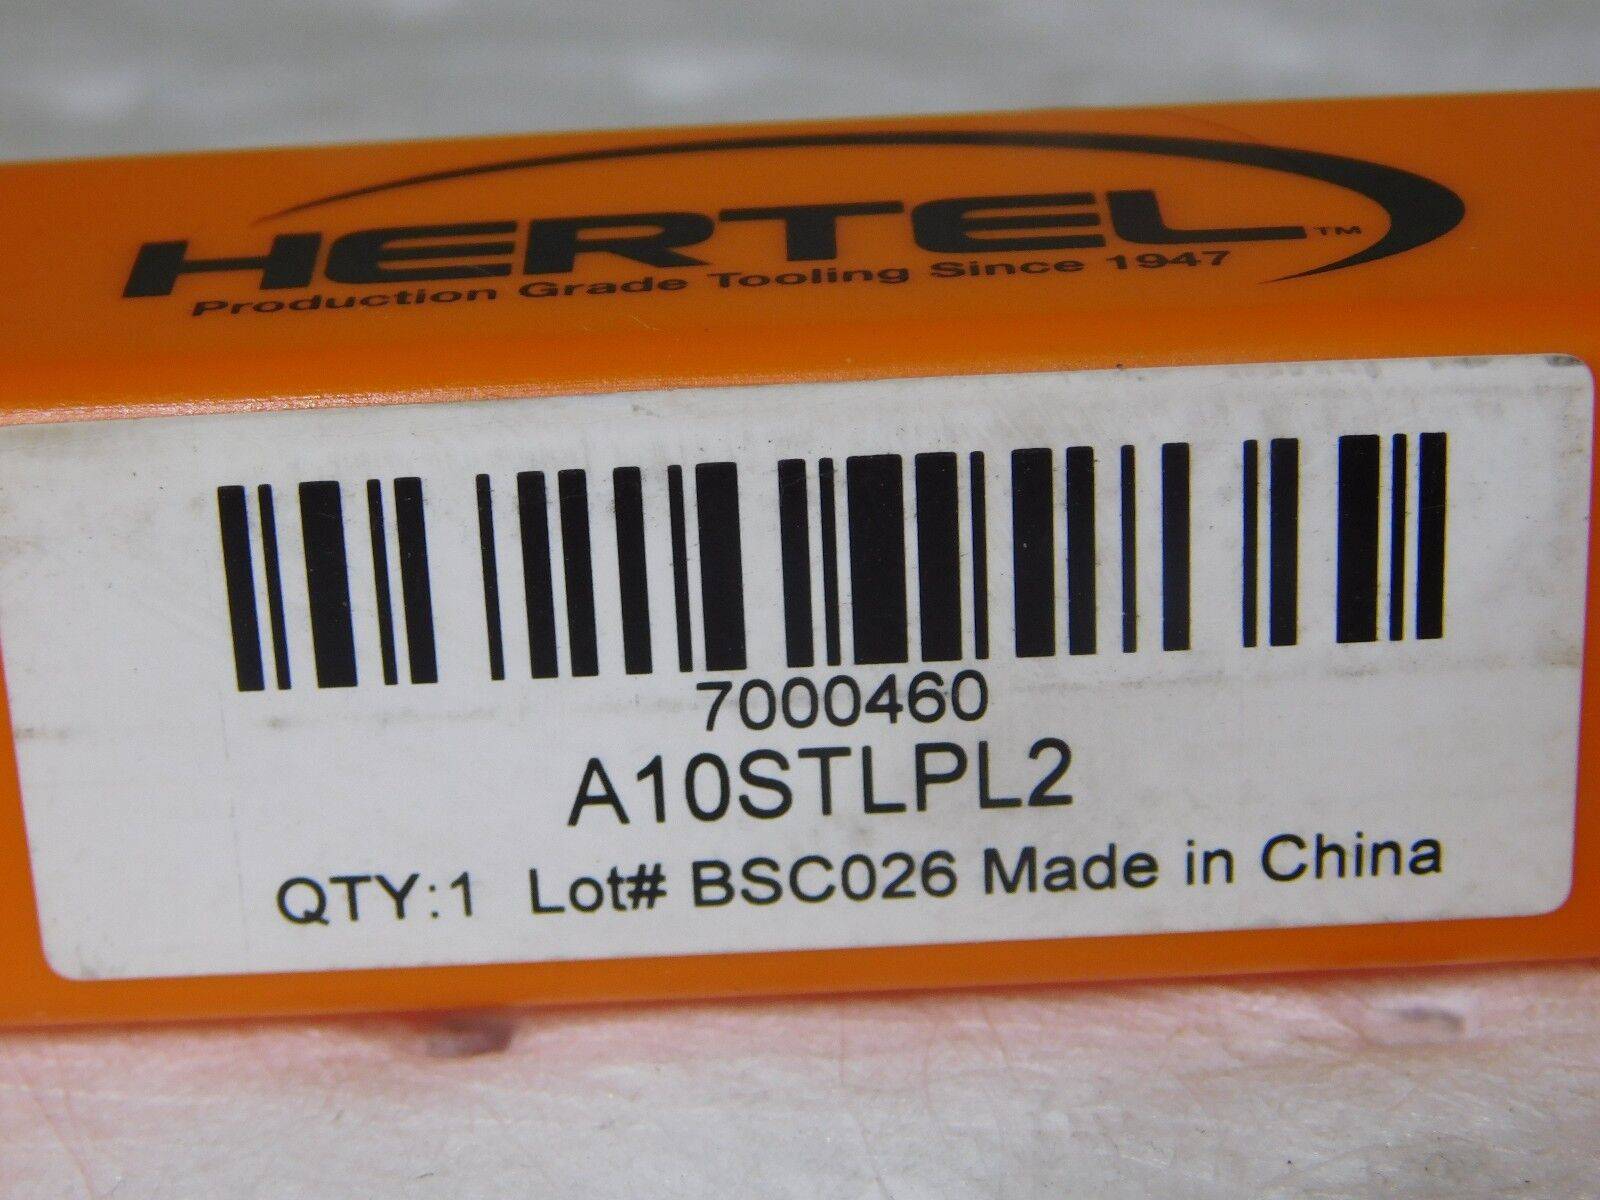 HERTEL™
Production Grade Tooling Since 1947
7000460
A10STLPL2
QTY:1 Lot# BSC026 Made in China